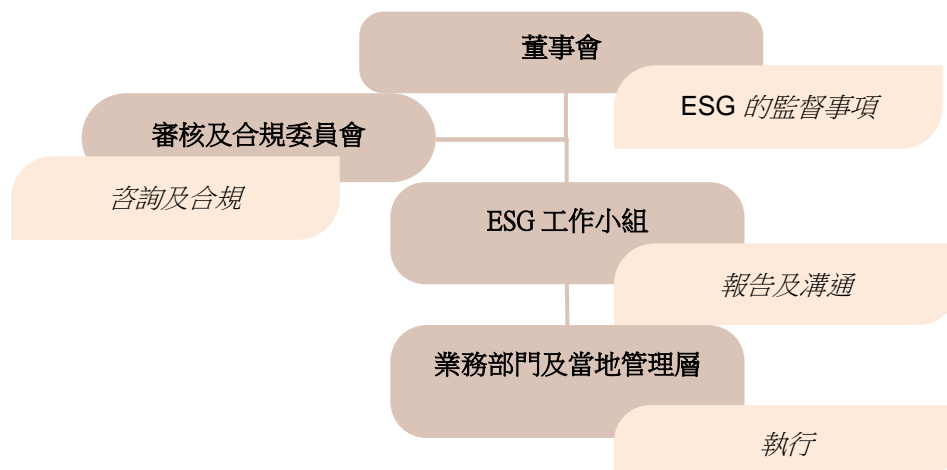 董事會
ESG 的監督事項
審核及合規委員會
咨詢及合規
ESG 工作小組
報告及溝通
業務部門及當地管理層
執行